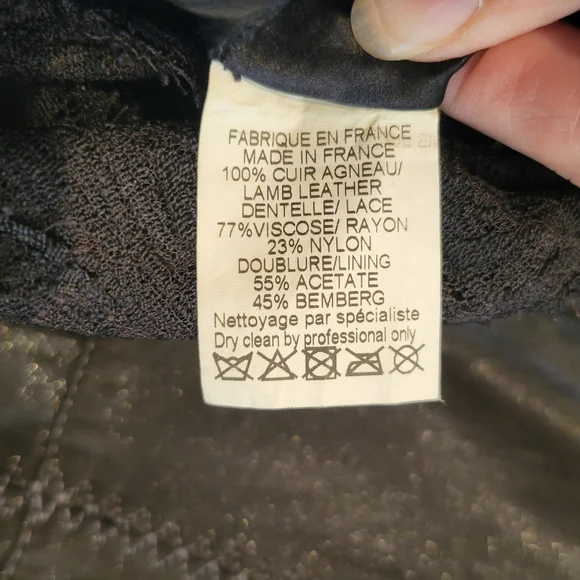 FABRIQUE EN FRANCE
MADE IN FRANCE
100% CUIR AGNEAU/
LAMB LEATHER
DENTELLE/ LACE
77%VISCOSE/ RAYON
23% NYLON
DOUBLURE/LINING
55% ACETATE
45% BEMBERG
Nettoyage par spécialiste
Dry clean by professional only